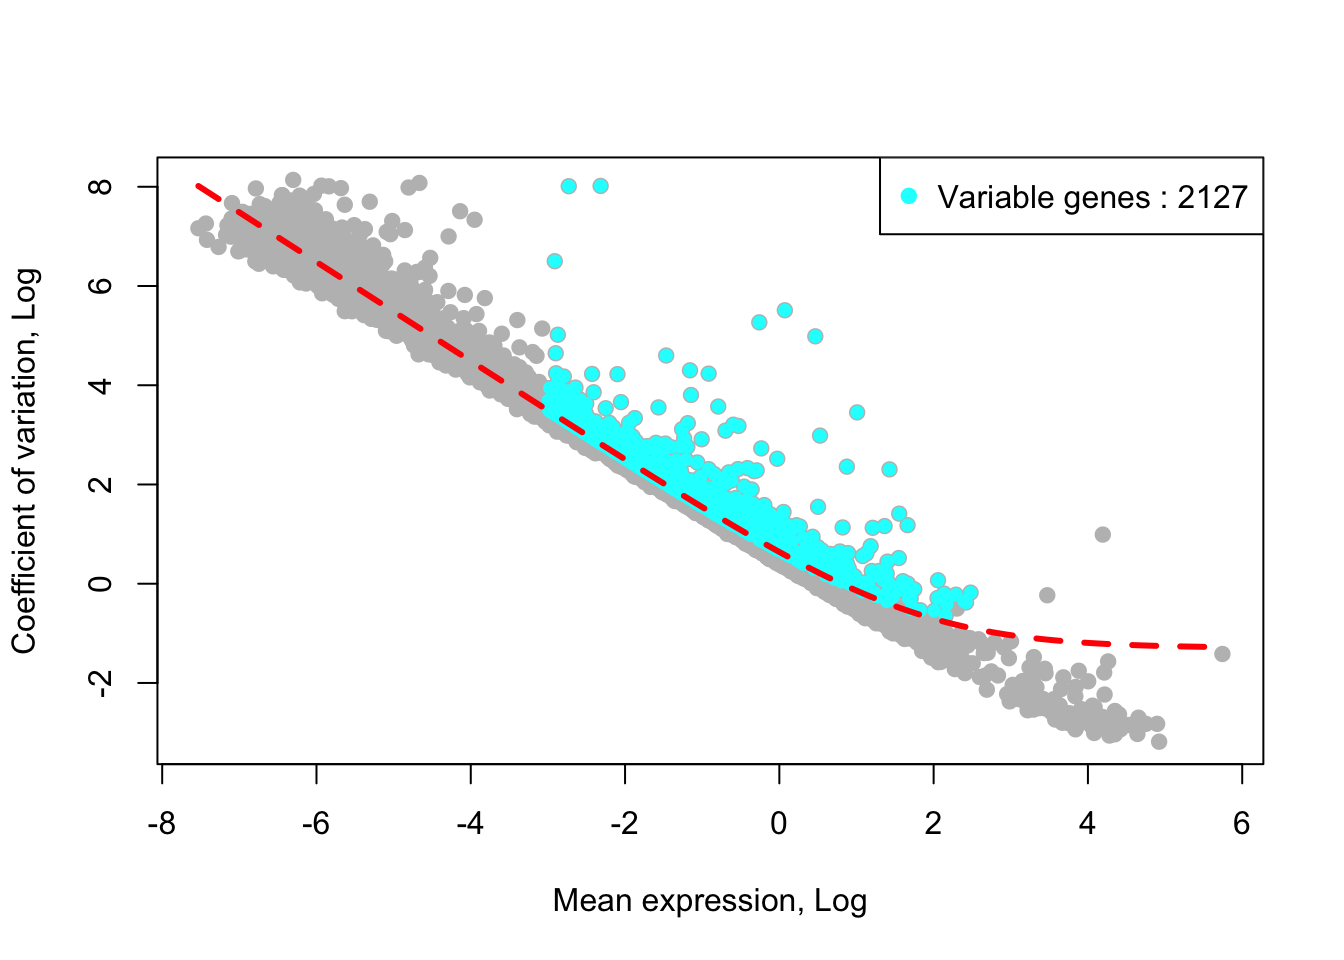 Variable genes : 2127
Coefficient of variation, Log
8
6
4
2
0
-2
-8 -6 -4 -2 0 2 4 6
Mean expression, Log